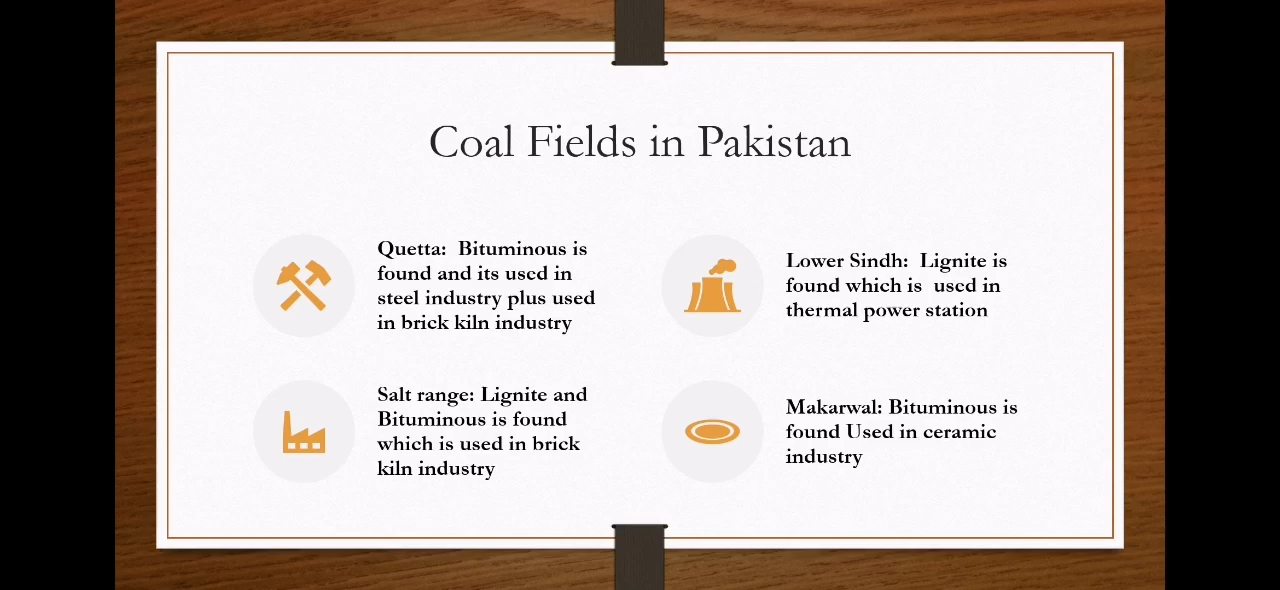 Coal Fields in Pakistan
Quetta:  Bituminous is
found and its used in
steel industry plus used
in brick kiln industry
Lower Sindh:  Lignite is
found which is  used in
thermal power station
Salt range: Lignite and
Bituminous is found
which is used in brick
kiln industry
Makarwal: Bituminous is
found Used in ceramic
industry